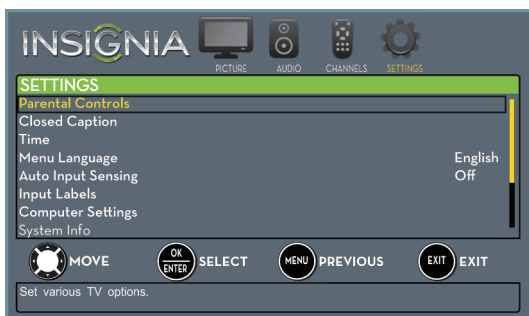 INSIGNIA
PICTURE AUDIO CHANNELS SETTINGS
SETTINGS
Parental Controls
Closed Caption
Time
Menu Language English
Auto Input Sensing Off
Input Labels
Computer Settings
System Info
MOVE OK ENTER SELECT MENU PREVIOUS EXIT EXIT
Set various TV options.